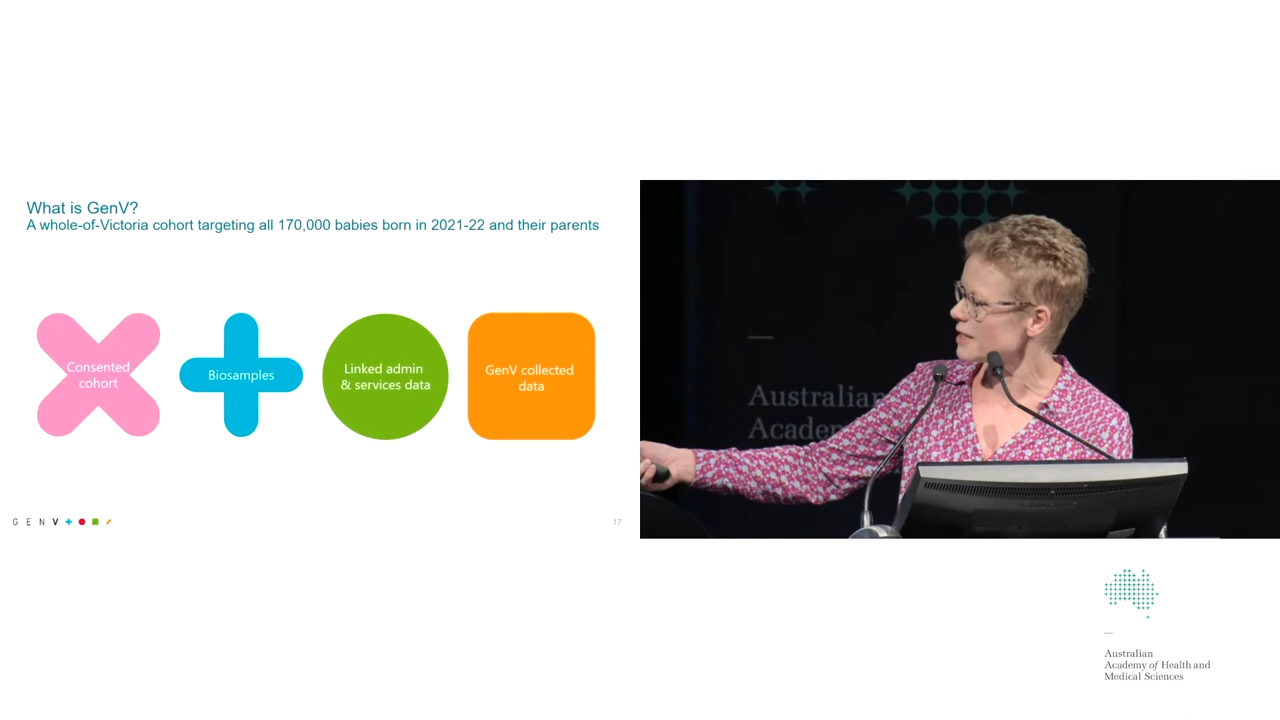 What is GenV?
A whole-of-Victoria cohort targeting all 170,000 babies born in 2021-22 and their parents
Consented
cohort
Biosamples
Linked admin
& services data
GenV collected
data
GENV
17
Australian
Academ
Australian
Academy of Health and
Medical Sciences